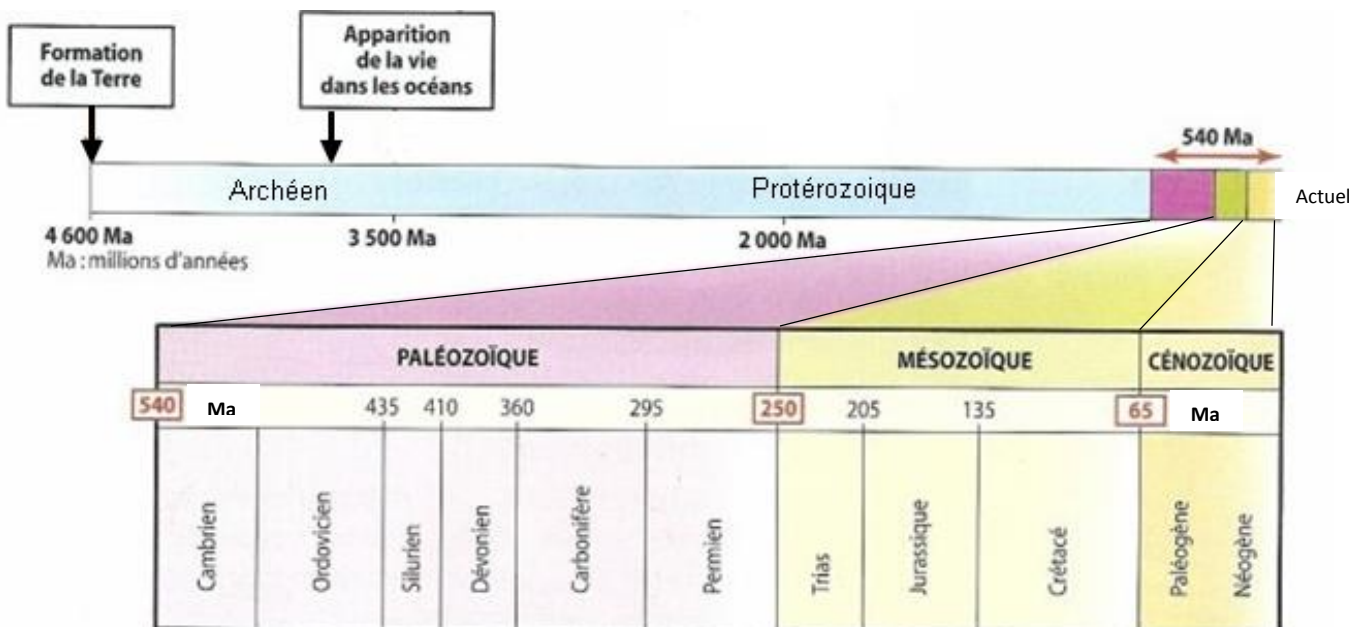 Formation
de la Terre
Apparition
de la vie
dans les océans
540 Ma
Archéen
Protérozoique
Actuel
4 600 Ma
3 500 Ma
2 000 Ma
Ma : millions d'années
PALÉOZOÏQUE
MÉSOZOÏQUE
CÉNOZOÏQUE
540 Ma 435 410 360 295 250 205 135 65 Ma
Cambrien
Ordovicien
Silurien
Dévonien
Carbonifère
Permien
Trias
Jurassique
Crétacé
Paléogène
Néogène